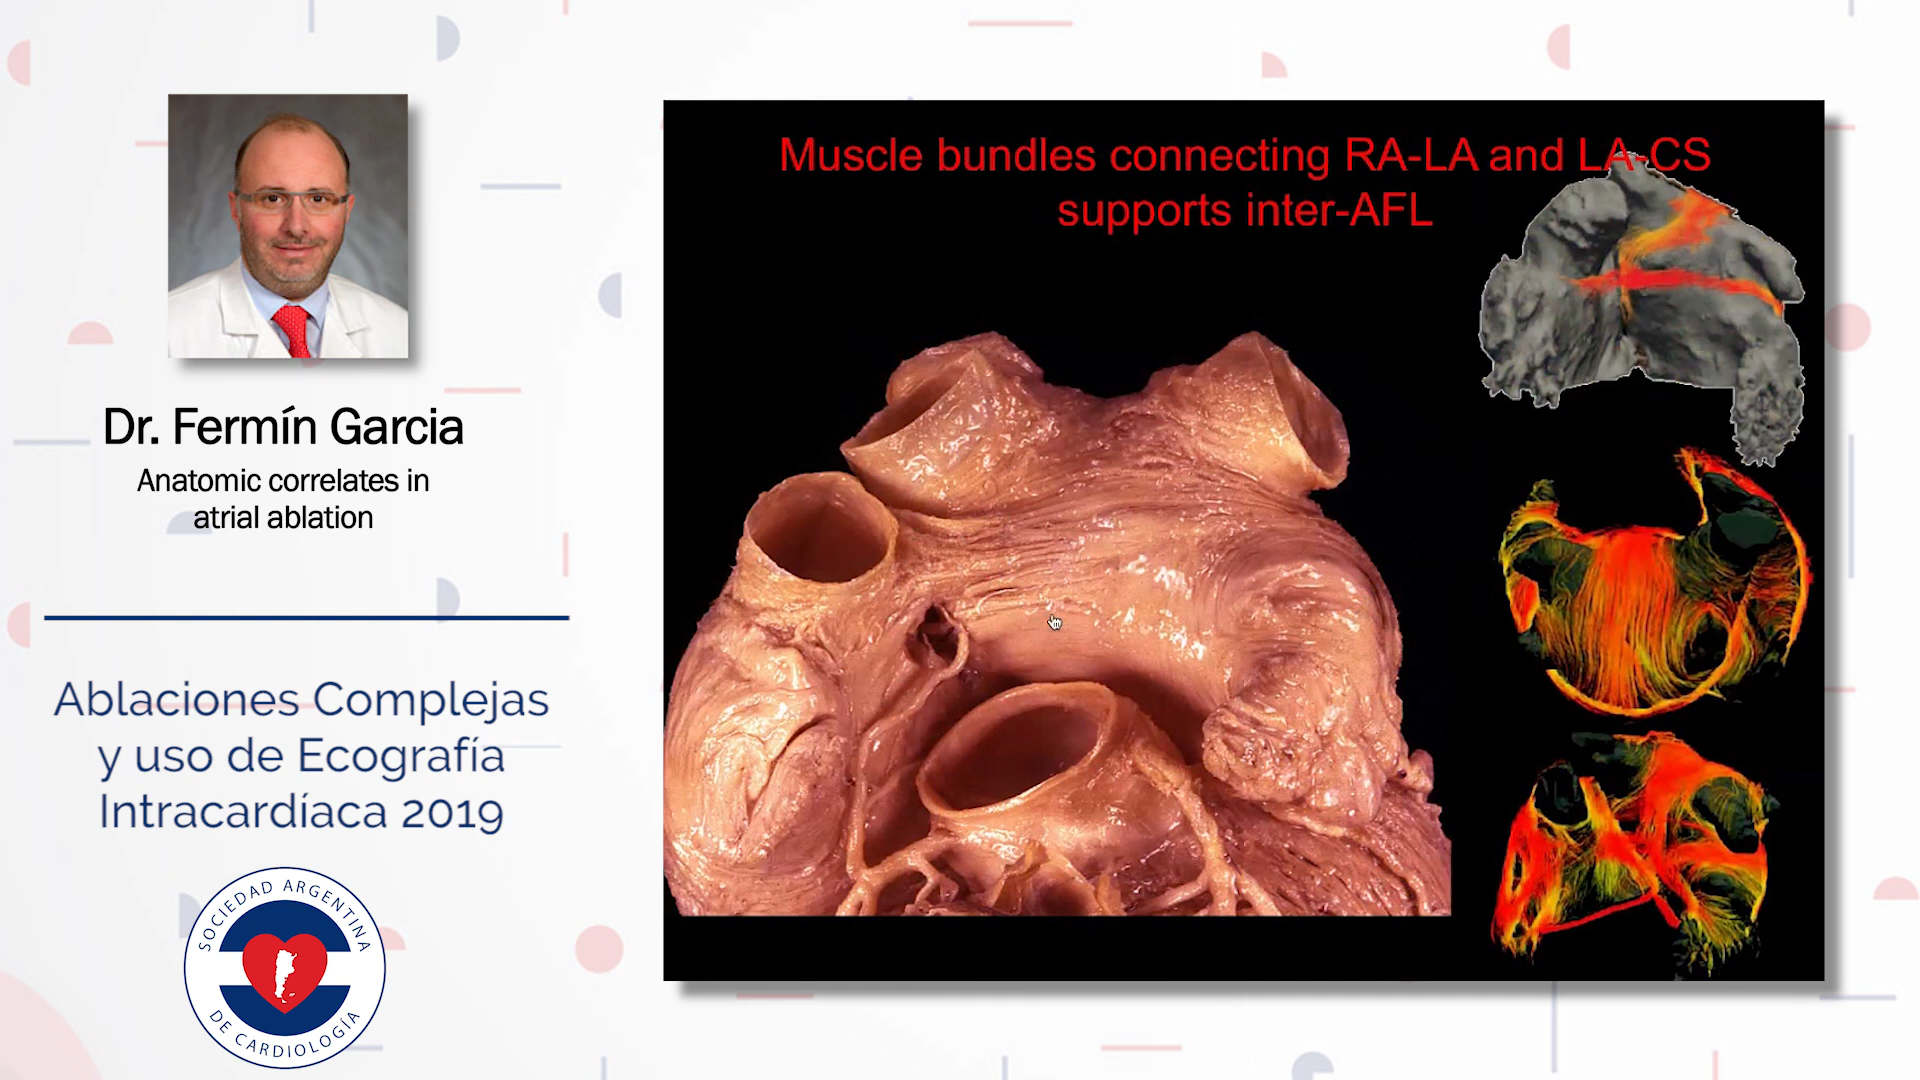 Dr. Fermín Garcia
Anatomic correlates in
atrial ablation
Ablaciones Complejas
y uso de Ecografía
Intracardíaca 2019
SOCIEDAD ARGENTINA
DE CARDIOLOGÍA
Muscle bundles connecting RA-LA and LA-CS
supports inter-AFL